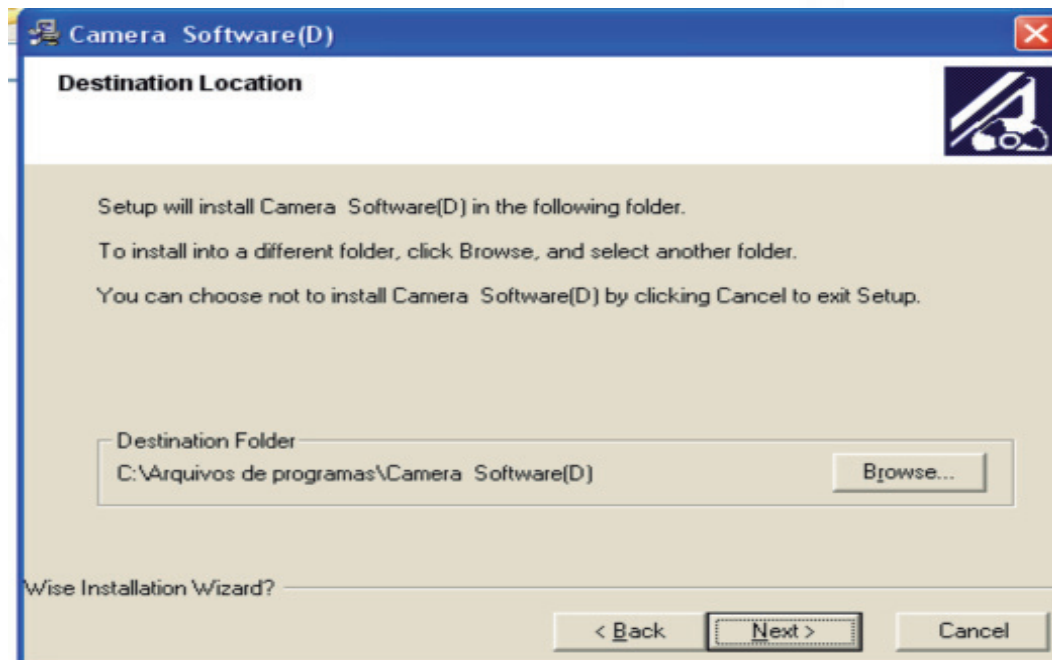 Camera  Software(D)
Destination Location
Setup will install Camera  Software(D) in the following folder.
To install into a different folder, click Browse, and select another folder.
You can choose not to install Camera  Software(D) by clicking Cancel to exit Setup.
Destination Folder
C:\Arquivos de programas\Camera  Software(D)
Browse...
Wise Installation Wizard?
< Back Next > Cancel